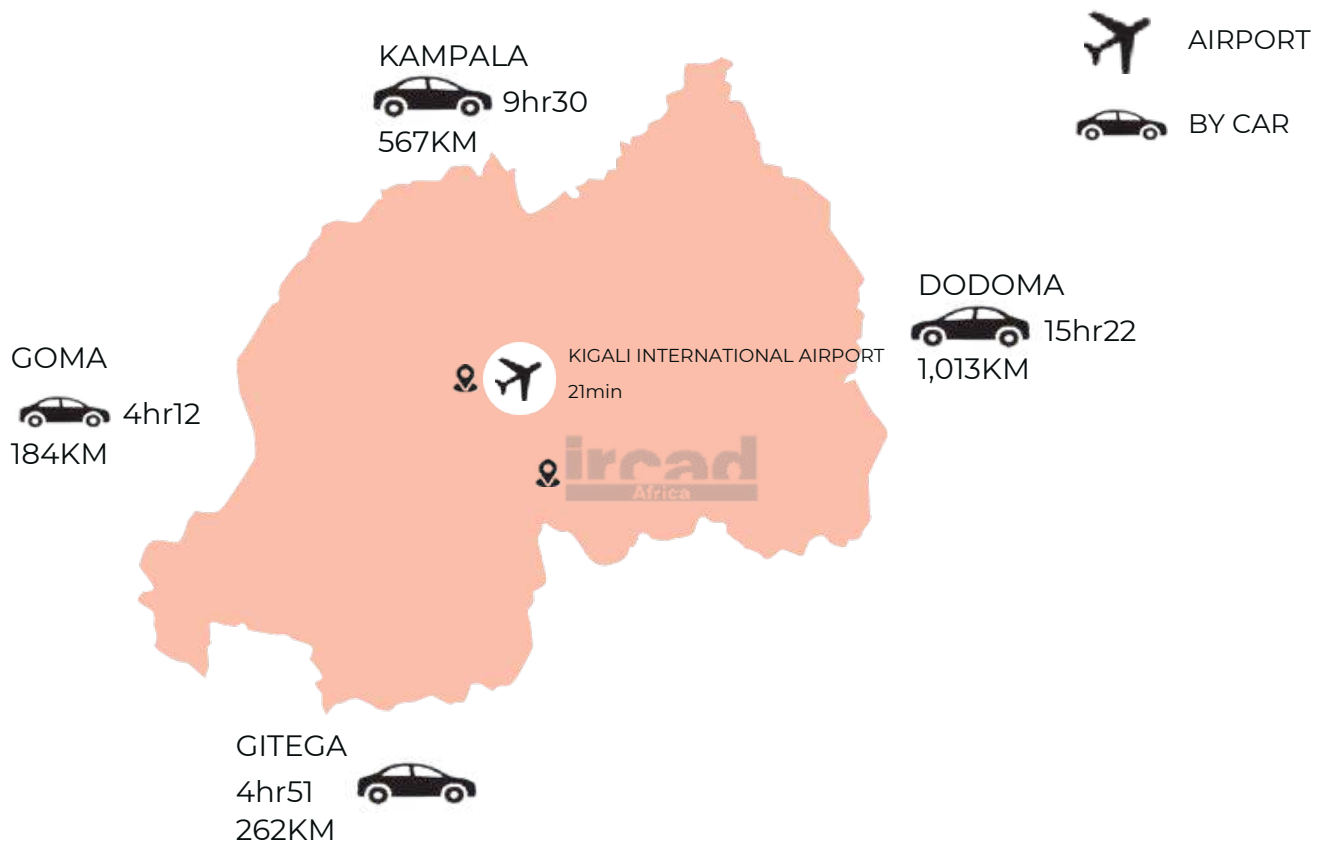 AIRPORT
BY CAR
KAMPALA
9hr30
567KM
DODOMA
15hr22
1,013KM
GOMA
4hr12
184KM
KIGALI INTERNATIONAL AIRPORT
21min
ircad
Africa
GITEGA
4hr51
262KM